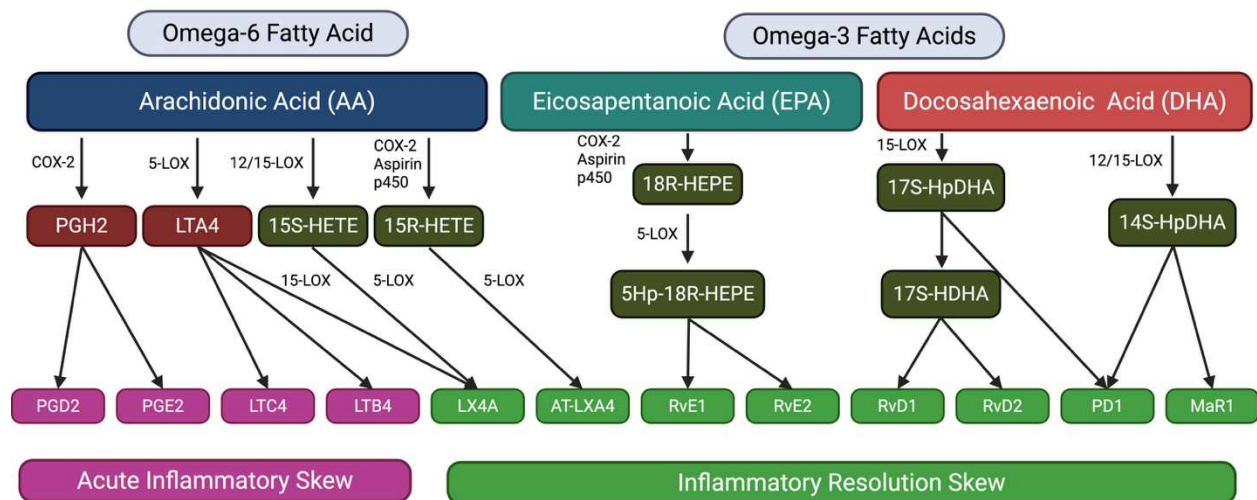 Omega-6 Fatty Acid
Omega-3 Fatty Acids
Arachidonic Acid (AA)
Eicosapentanoic Acid (EPA)
Docosahexaenoic Acid (DHA)
COX-2
5-LOX
12/15-LOX
COX-2
Aspirin
p450
COX-2
Aspirin
p450
15-LOX
12/15-LOX
18R-HEPE
17S-HpDHA
PGH2
LTA4
15S-HETE
15R-HETE
14S-HpDHA
5-LOX
15-LOX
5-LOX
5-LOX
5Hp-18R-HEPE
17S-HDHA
PGD2
PGE2
LTC4
LTB4
LX4A
AT-LXA4
RvE1
RvE2
RvD1
RvD2
PD1
MaR1
Acute Inflammatory Skew
Inflammatory Resolution Skew